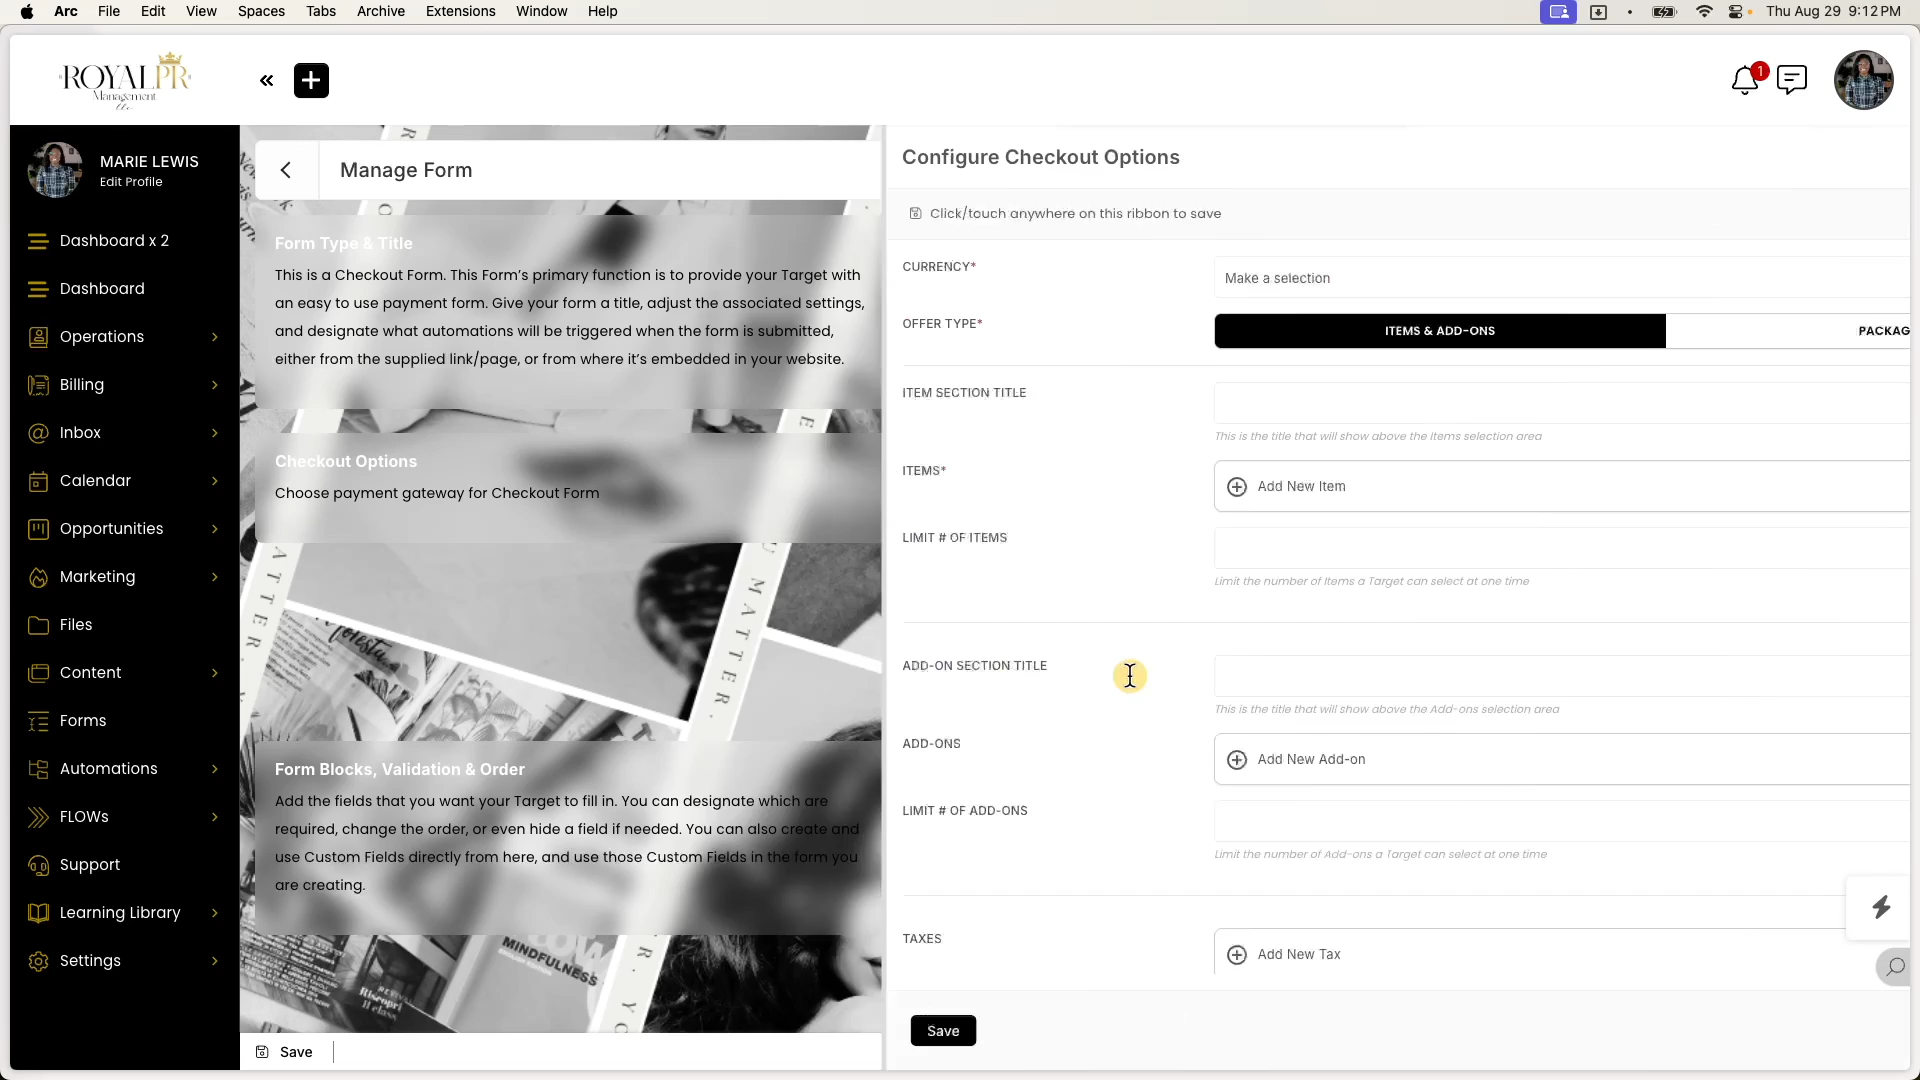 Arc File Edit View Spaces Tabs Archive Extensions Window Help Thu Aug 29 9:12 PM
ROYALPR
Management
llc
1
MARIE LEWIS
Edit Profile
Dashboard x 2
Dashboard
Operations
Billing
Inbox
Calendar
Opportunities
Marketing
Files
Content
Forms
Automations
FLOWs
Support
Learning Library
Settings
Manage Form
Form Type & Title
This is a Checkout Form. This Form's primary function is to provide your Target with
an easy to use payment form. Give your form a title, adjust the associated settings,
and designate what automations will be triggered when the form is submitted,
either from the supplied link/page, or from where it's embedded in your website.
Checkout Options
Choose payment gateway for Checkout Form
Form Blocks, Validation & Order
Add the fields that you want your Target to fill in. You can designate which are
required, change the order, or even hide a field if needed. You can also create and
use Custom Fields directly from here, and use those Custom Fields in the form you
are creating.
MINDFULNESS
Save
Configure Checkout Options
Click/touch anywhere on this ribbon to save
CURRENCY*
Make a selection
OFFER TYPE*
ITEMS & ADD-ONS
PACKAG
ITEM SECTION TITLE
This is the title that will show above the Items selection area
ITEMS*
Add New Item
LIMIT # OF ITEMS
Limit the number of Items a Target can select at one time
ADD-ON SECTION TITLE
This is the title that will show above the Add-ons selection area
ADD-ONS
Add New Add-on
LIMIT # OF ADD-ONS
Limit the number of Add-ons a Target can select at one time
TAXES
Add New Tax
Save